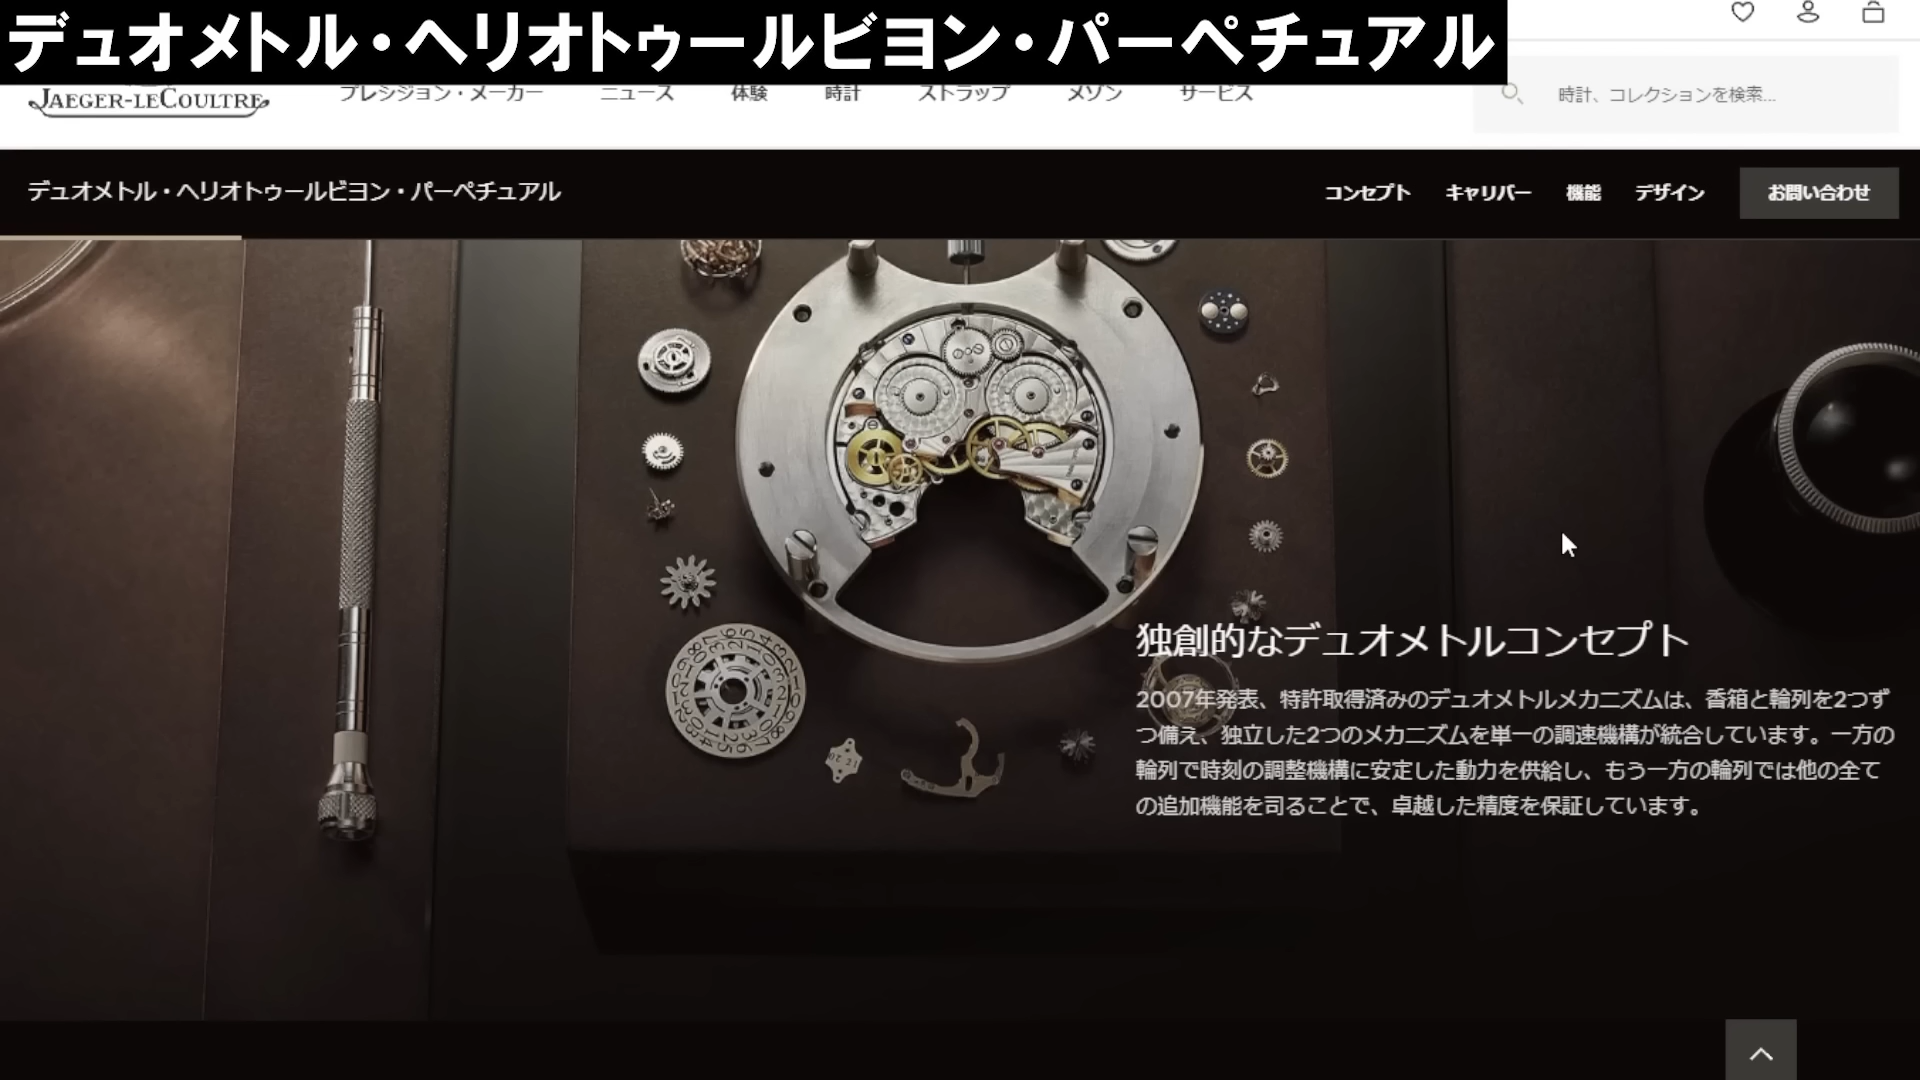 デュオメトル・ヘリオトゥールビヨン・パーペチュアル
JAEGER-LECOULTRE
プレシジョン・メーカー
ニュース
体験
時計
ストラップ
メゾン
サービス
時計、コレクションを検索...
デュオメトル・ヘリオトゥールビヨン・パーペチュアル
コンセプト
キャリバー
機能
デザイン
お問い合わせ
独創的なデュオメトルコンセプト
2007年発表、特許取得済みのデュオメトルメカニズムは、香箱と輪列を2つず
つ備え、独立した2つのメカニズムを単一の調速機構が統合しています。一方の
輪列で時刻の調整機構に安定した動力を供給し、もう一方の輪列では他の全て
の追加機能を司ることで、卓越した精度を保証しています。